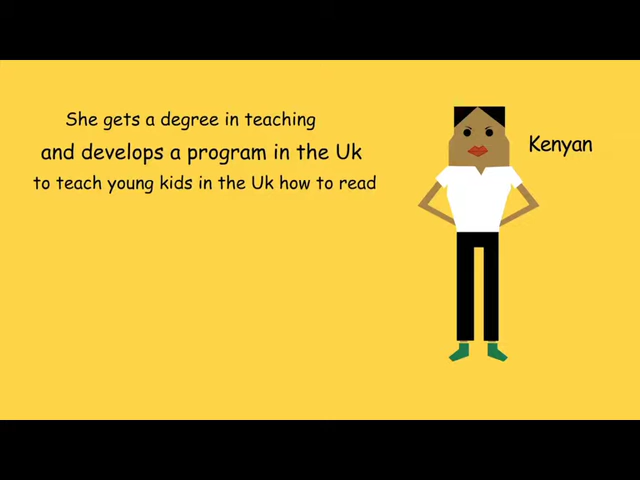 She gets a degree in teaching
and develops a program in the Uk
to teach young kids in the Uk how to read
Kenyan